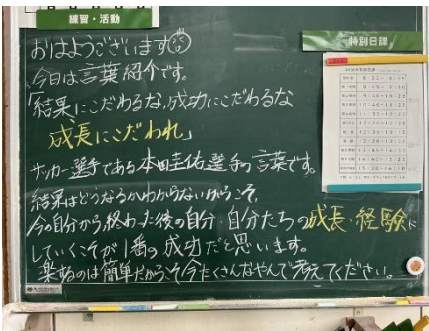 練習・活動
特別日課
おはようございます
今日は言葉紹介です。
「結果にこだわるな、成功にこだわるな
成長にこだわれ」
サッカー選手である本田圭佑選手の言葉です。
結果はどうなるかわからないからこそ、
今の自分から、終わった後の自分、自分たちの成長・経験に
していくこそが1番の成功だと思います。
楽するのは簡単だからこそ今たくさんなやんで考えてください。